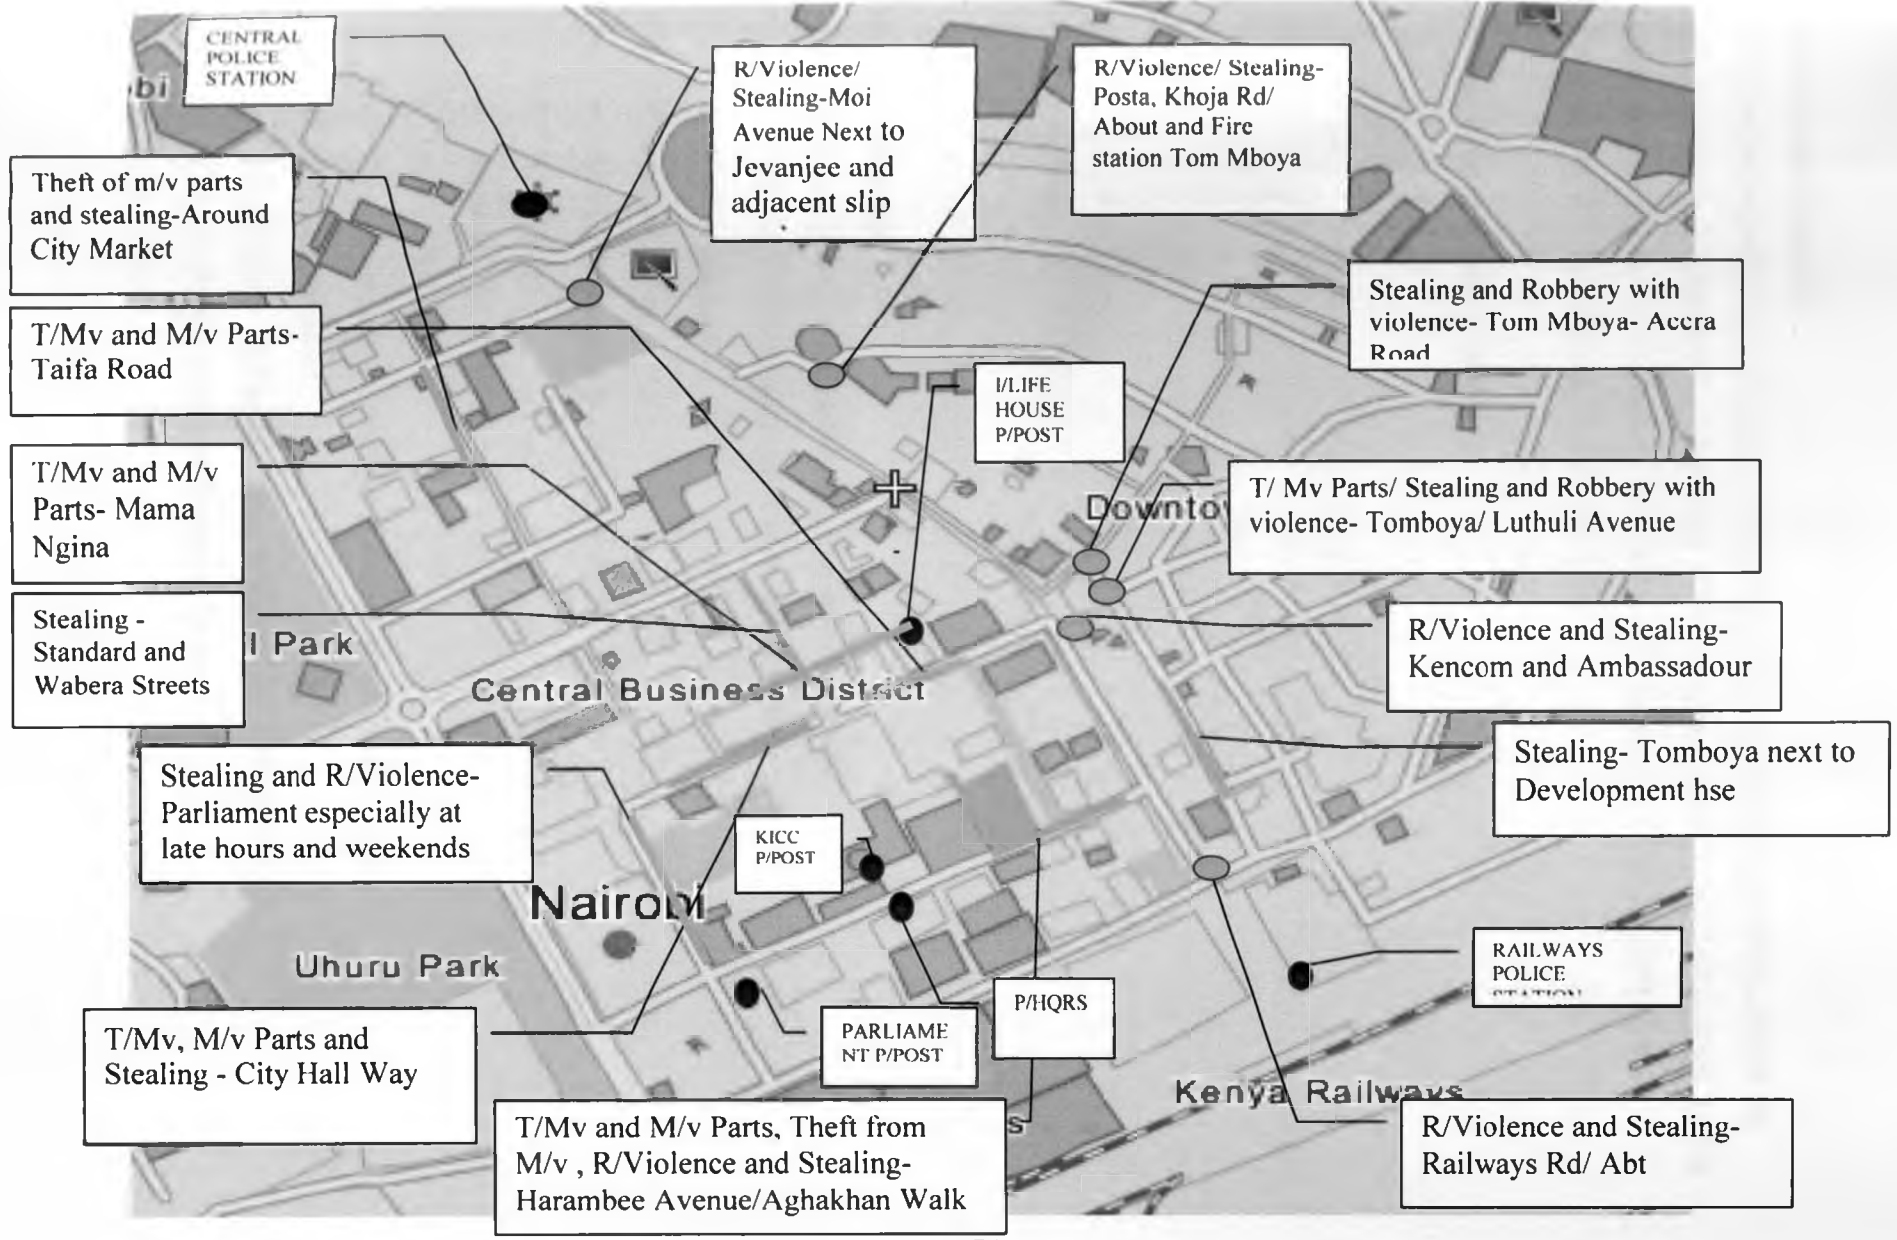 CENTRAL
POLICE
STATION
R/Violence/
Stealing-Moi
Avenue Next to
Jevanjee and
adjacent slip
R/Violence/ Stealing-
Posta, Khoja Rd/
About and Fire
station Tom Mboya
bi
Theft of m/v parts
and stealing-Around
City Market
Stealing and Robbery with
violence- Tom Mboya- Accra
Road
T/Mv and M/v Parts-
Taifa Road
I/LIFE
HOUSE
P/POST
T/Mv and M/v
Parts- Mama
Ngina
Downto
T/ Mv Parts/ Stealing and Robbery with
violence- Tomboya/ Luthuli Avenue
Stealing -
Standard and
Wabera Streets
l Park
R/Violence and Stealing-
Kencom and Ambassadour
Central Business District
Stealing- Tomboya next to
Development hse
Stealing and R/Violence-
Parliament especially at
late hours and weekends
KICC
P/POST
Nairobi
Uhuru Park
RAILWAYS
POLICE
STATION
P/HQRS
PARLIAME
NT P/POST
T/Mv, M/v Parts and
Stealing - City Hall Way
Kenya Railways
s
T/Mv and M/v Parts, Theft from
M/v , R/Violence and Stealing-
Harambee Avenue/Aghakhan Walk
R/Violence and Stealing-
Railways Rd/ Abt